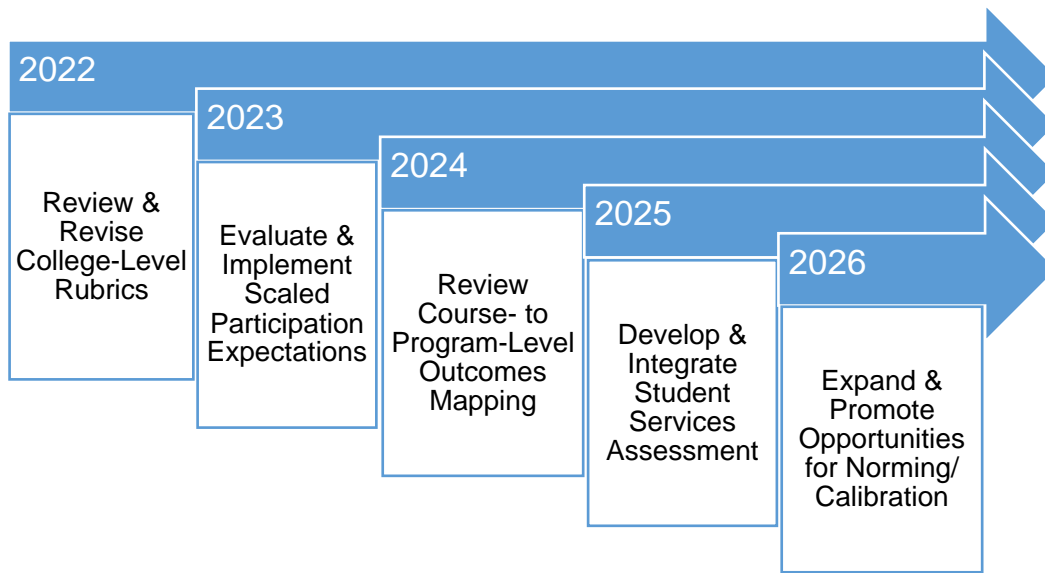 2022
Review &
Revise
College-Level
Rubrics
2023
Evaluate &
Implement
Scaled
Participation
Expectations
2024
Review
Course- to
Program-Level
Outcomes
Mapping
2025
Develop &
Integrate
Student
Services
Assessment
2026
Expand &
Promote
Opportunities
for Norming/
Calibration